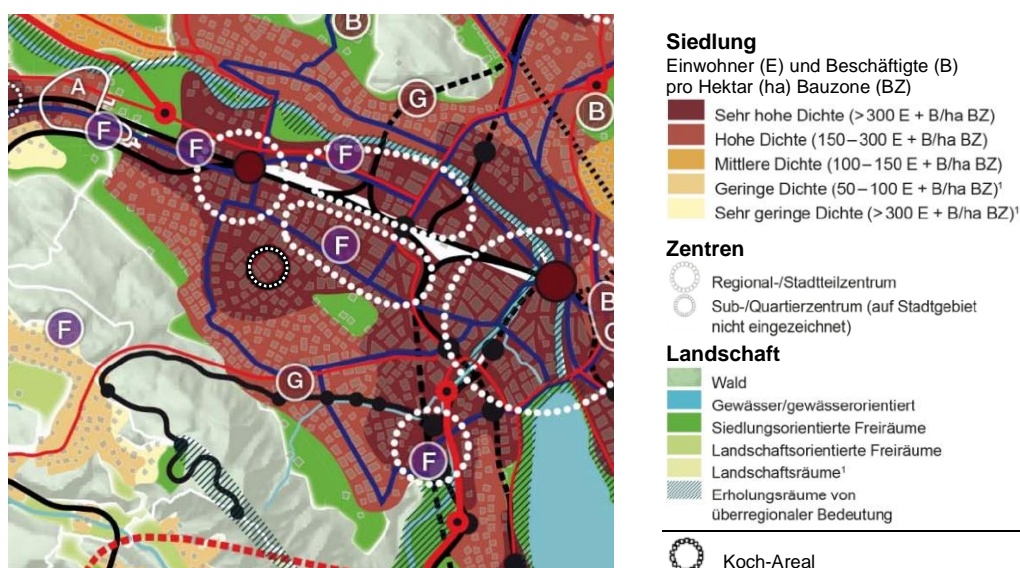 B
A
G
B
F
F
F
F
F
B
G
F
Siedlung
Einwohner (E) und Beschäftigte (B)
pro Hektar (ha) Bauzone (BZ)
Sehr hohe Dichte (>300 E + B/ha BZ)
Hohe Dichte (150–300 E + B/ha BZ)
Mittlere Dichte (100–150 E + B/ha BZ)
Geringe Dichte (50–100 E + B/ha BZ)¹
Sehr geringe Dichte (>300 E + B/ha BZ)¹
Zentren
Regional-/Stadtteilzentrum
Sub-/Quartierzentrum (auf Stadtgebiet
nicht eingezeichnet)
Landschaft
Wald
Gewässer/gewässerorientiert
Siedlungsorientierte Freiräume
Landschaftsorientierte Freiräume
Landschaftsräume¹
Erholungsräume von
überregionaler Bedeutung
Koch-Areal